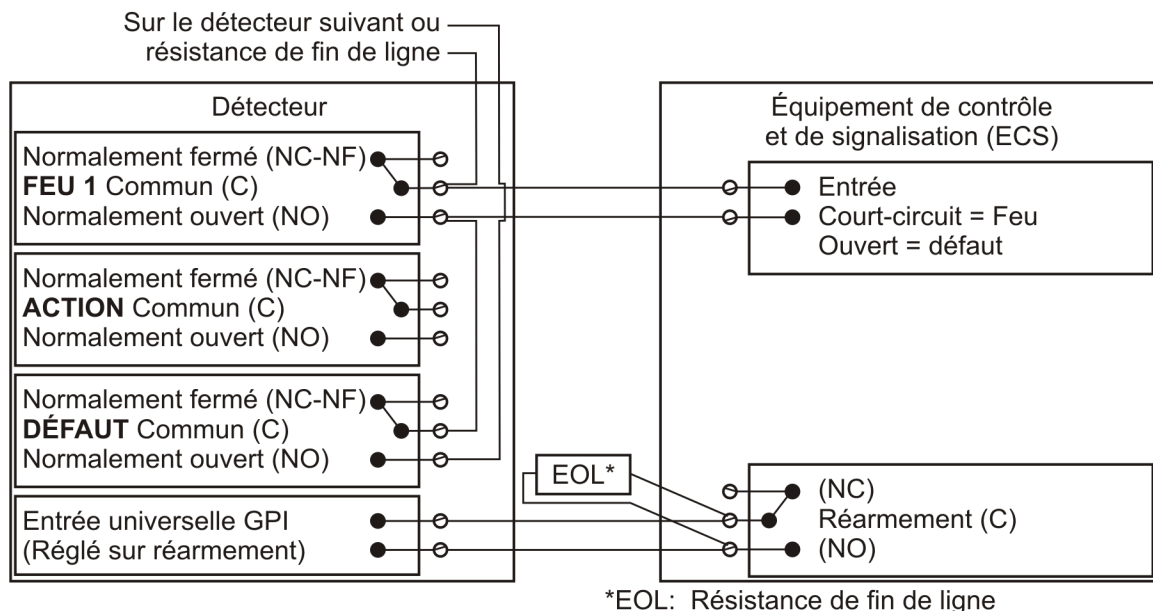 Sur le détecteur suivant ou
résistance de fin de ligne
Détecteur
Normalement fermé (NC-NF)
FEU 1 Commun (C)
Normalement ouvert (NO)
Normalement fermé (NC-NF)
ACTION Commun (C)
Normalement ouvert (NO)
Normalement fermé (NC-NF)
DÉFAUT Commun (C)
Normalement ouvert (NO)
Entrée universelle GPI
(Réglé sur réarmement)
EOL*
Équipement de contrôle
et de signalisation (ECS)
Entrée
Court-circuit = Feu
Ouvert = défaut
(NC)
Réarmement (C)
(NO)
*EOL: Résistance de fin de ligne